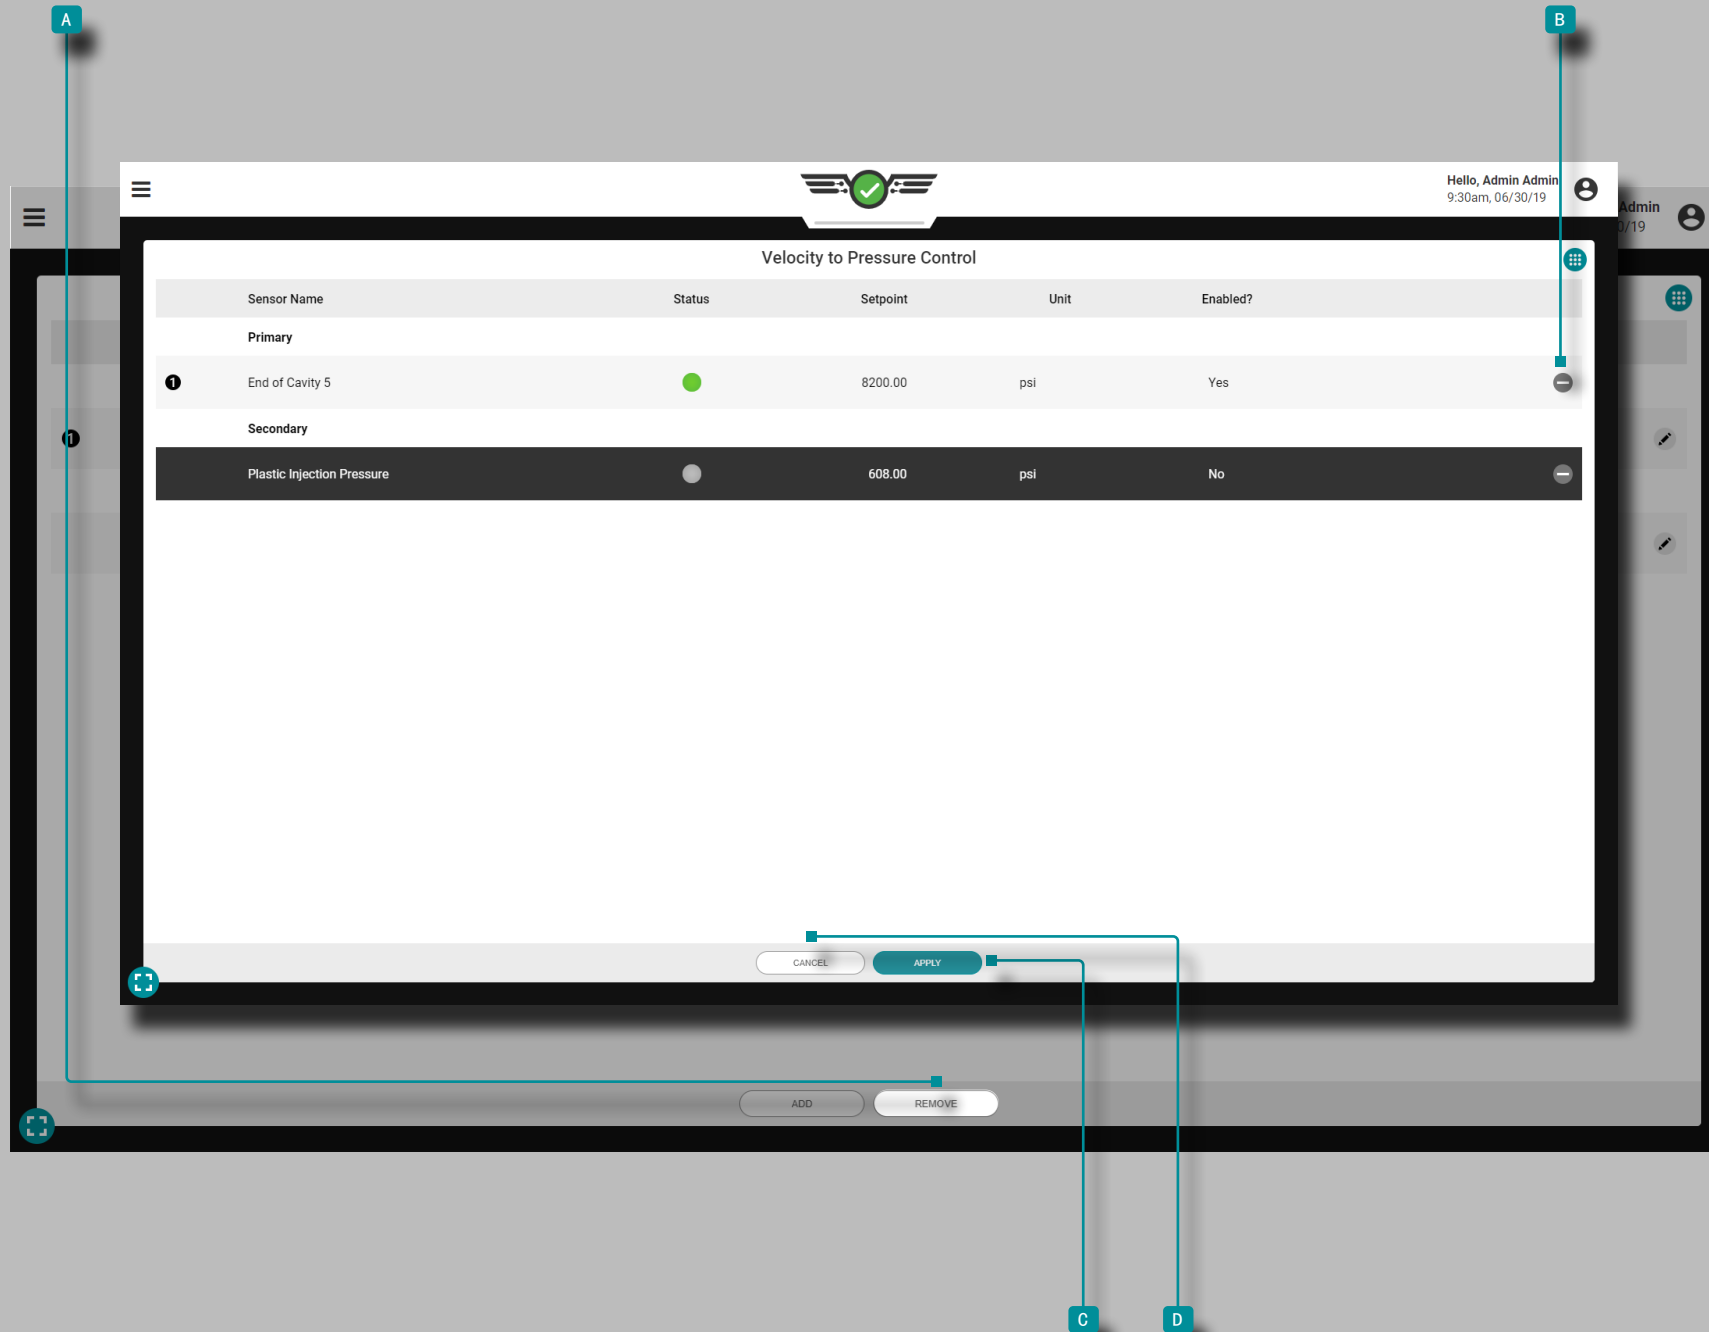 A
B
Hello, Admin Admin
9:30am, 06/30/19
Admin
0/19
Velocity to Pressure Control
Sensor Name Status Setpoint Unit Enabled?
Primary
1 End of Cavity 5 8200.00 psi Yes
Secondary
1
Plastic Injection Pressure 608.00 psi No
CANCEL APPLY
ADD REMOVE
C D